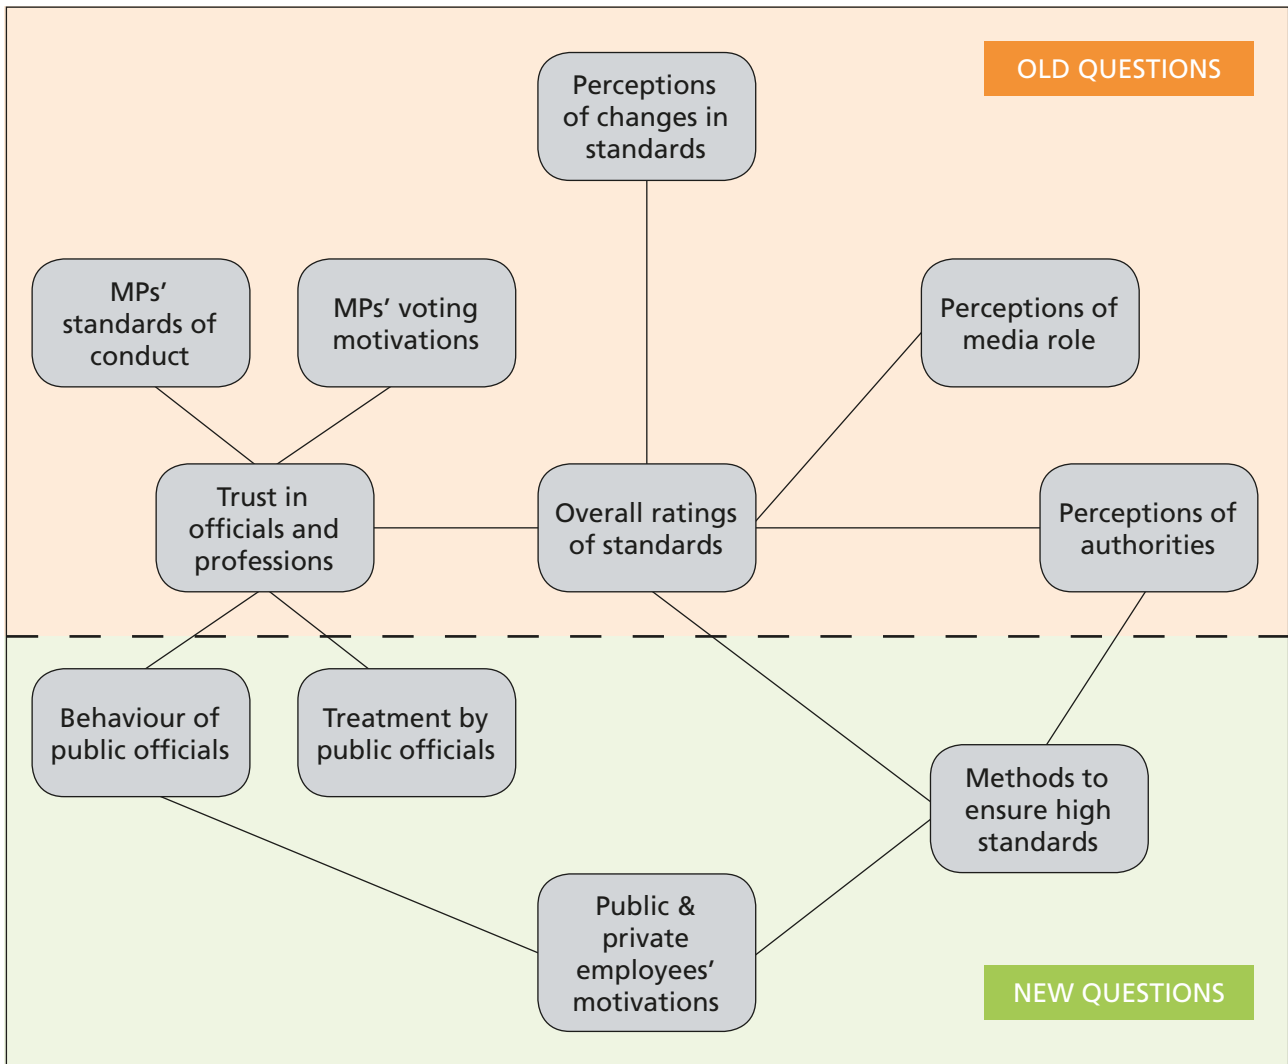 OLD QUESTIONS
Perceptions
of changes in
standards
MPs’
standards of
conduct
MPs’ voting
motivations
Perceptions of
media role
Trust in
officials and
professions
Overall ratings
of standards
Perceptions of
authorities
Behaviour of
public officials
Treatment by
public officials
Methods to
ensure high
standards
Public &
private
employees’
motivations
NEW QUESTIONS